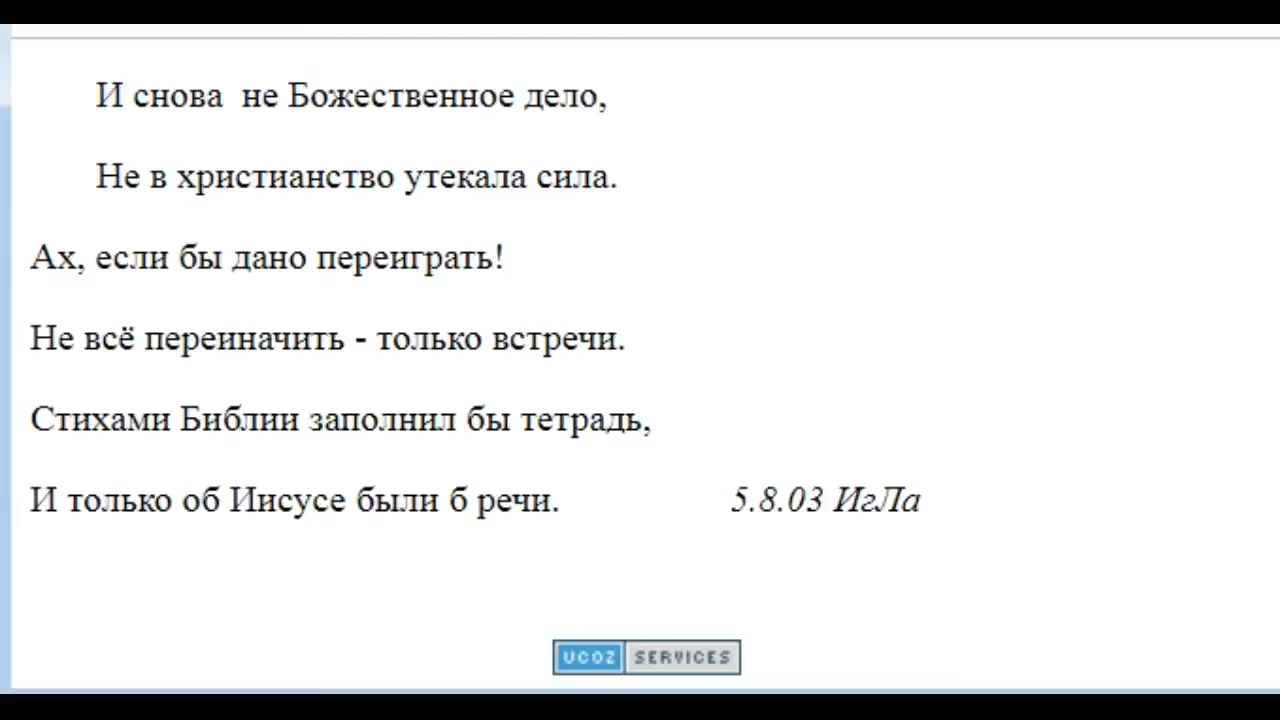 И снова не Божественное дело,
Не в христианство утекала сила.
Ах, если бы дано переиграть!
Не всё переиначить - только встречи.
Стихами Библии заполнил бы тетрадь,
И только об Иисусе были б речи. 5.8.03 ИгЛа
UCOZ SERVICES